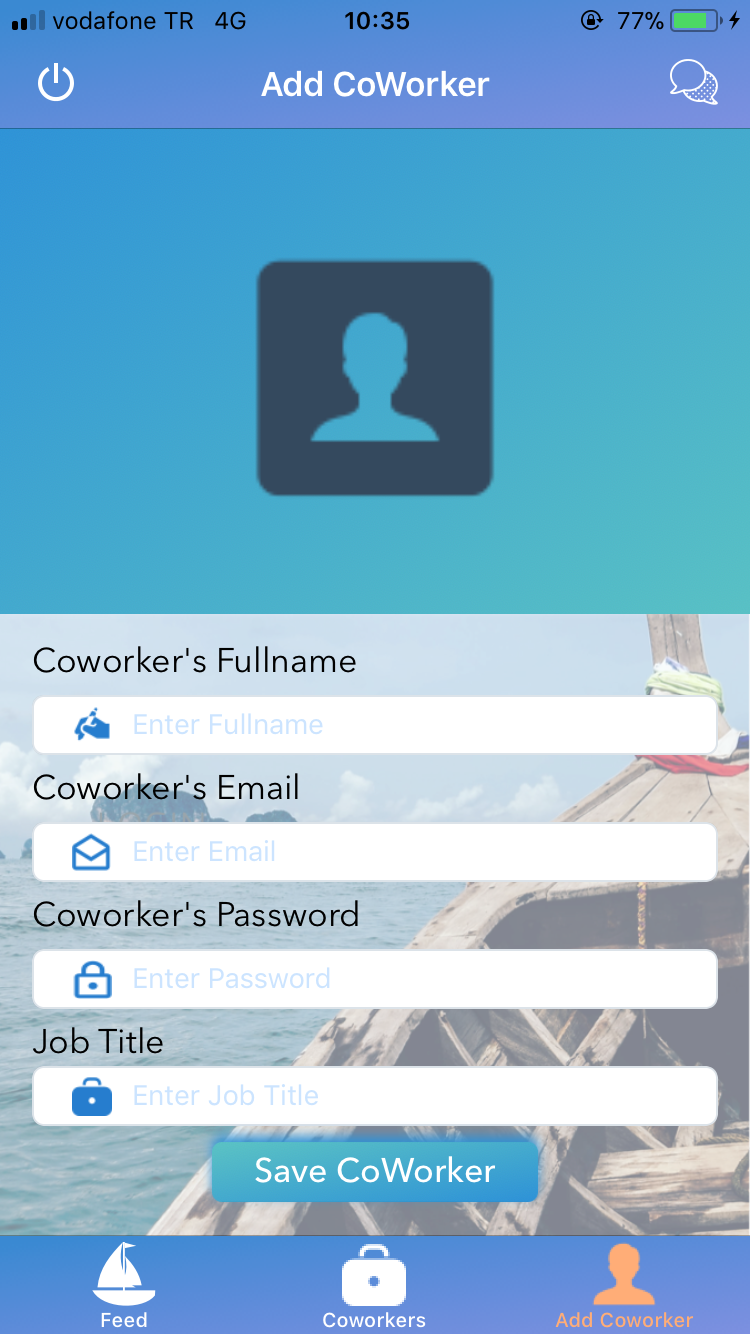 vodafone TR 4G 10:35 77%
Add CoWorker
Coworker's Fullname
Enter Fullname
Coworker's Email
Enter Email
Coworker's Password
Enter Password
Job Title
Enter Job Title
Save CoWorker
Feed Coworkers Add Coworker